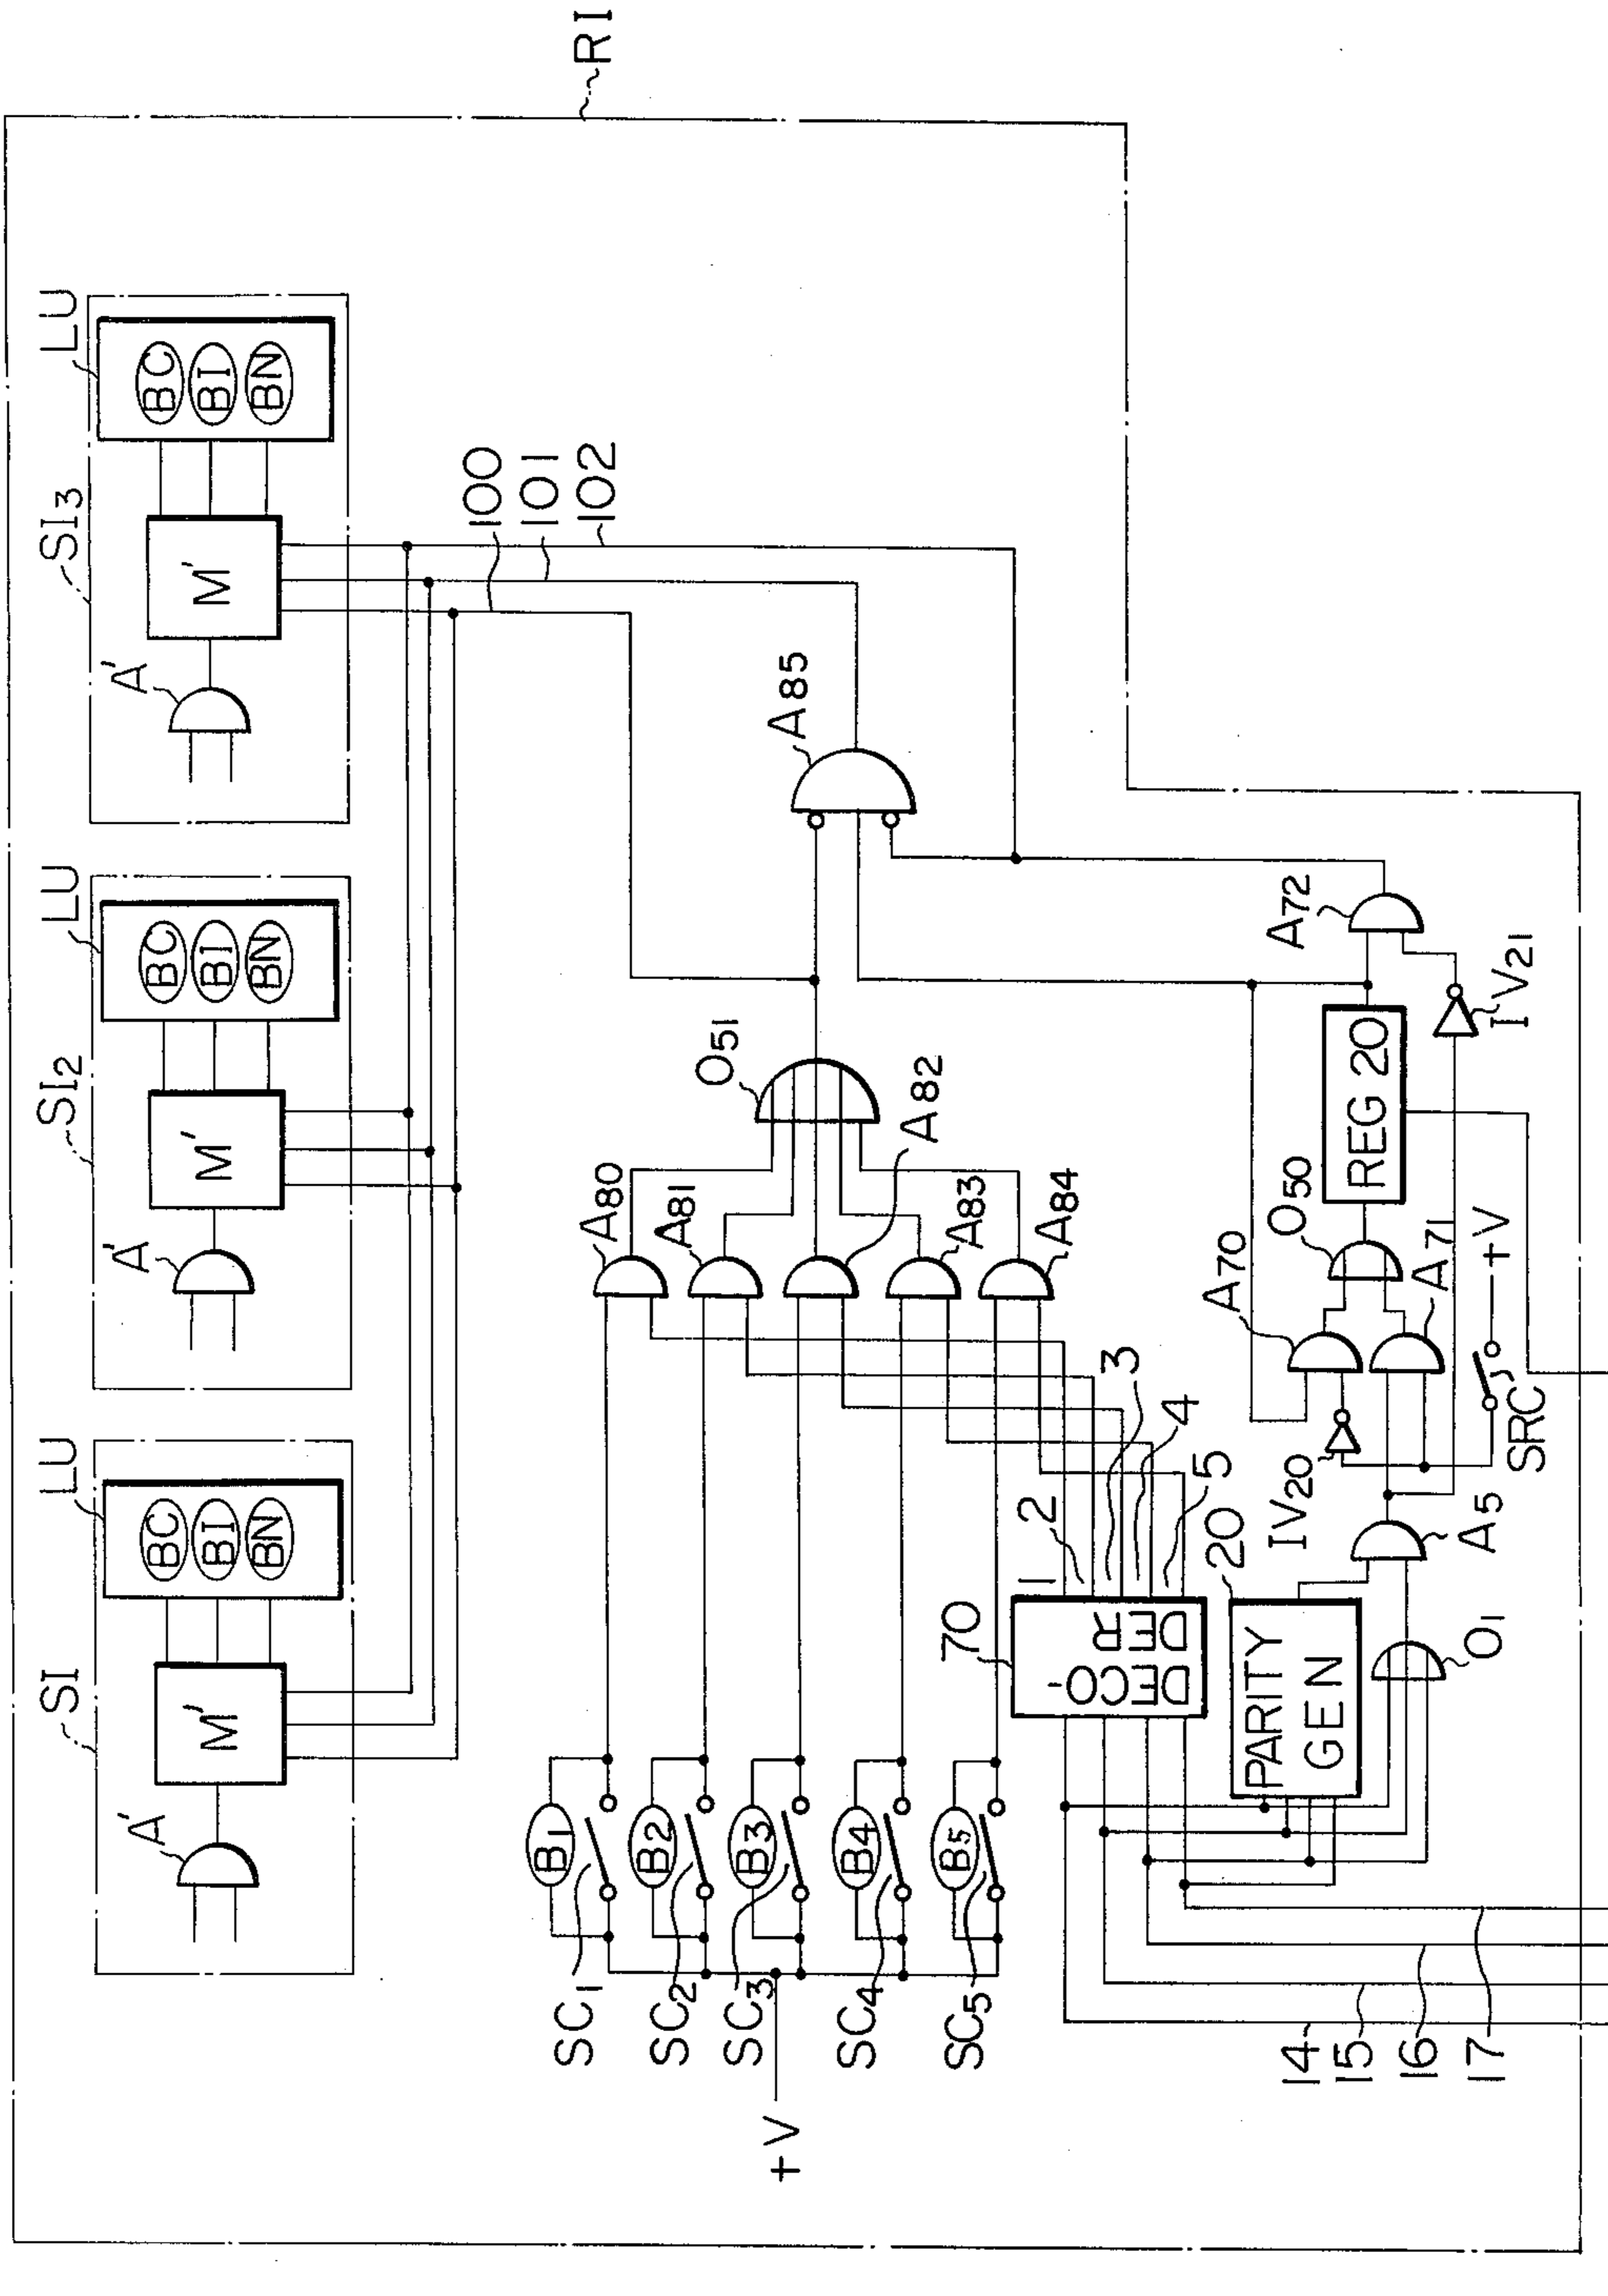 RI
SI
LU
A'
M'
BC
BI
BN
SI2
LU
A'
M'
BC
BI
BN
SI3
LU
A'
M'
BC
BI
BN
100
101
102
B1
SC1
B2
SC2
B3
SC3
B4
SC4
B5
SC5
+V
A80
A81
A82
A83
A84
O51
A85
70
DECO-
DER
1
2
3
4
5
20
PARITY
GEN
O1
A5
IV20
SRC
+V
A70
A71
O50
REG 20
IV21
A72
14
15
16
17